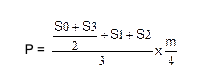 S0 + S3
2 + S1 + S2
P = x m
3 4